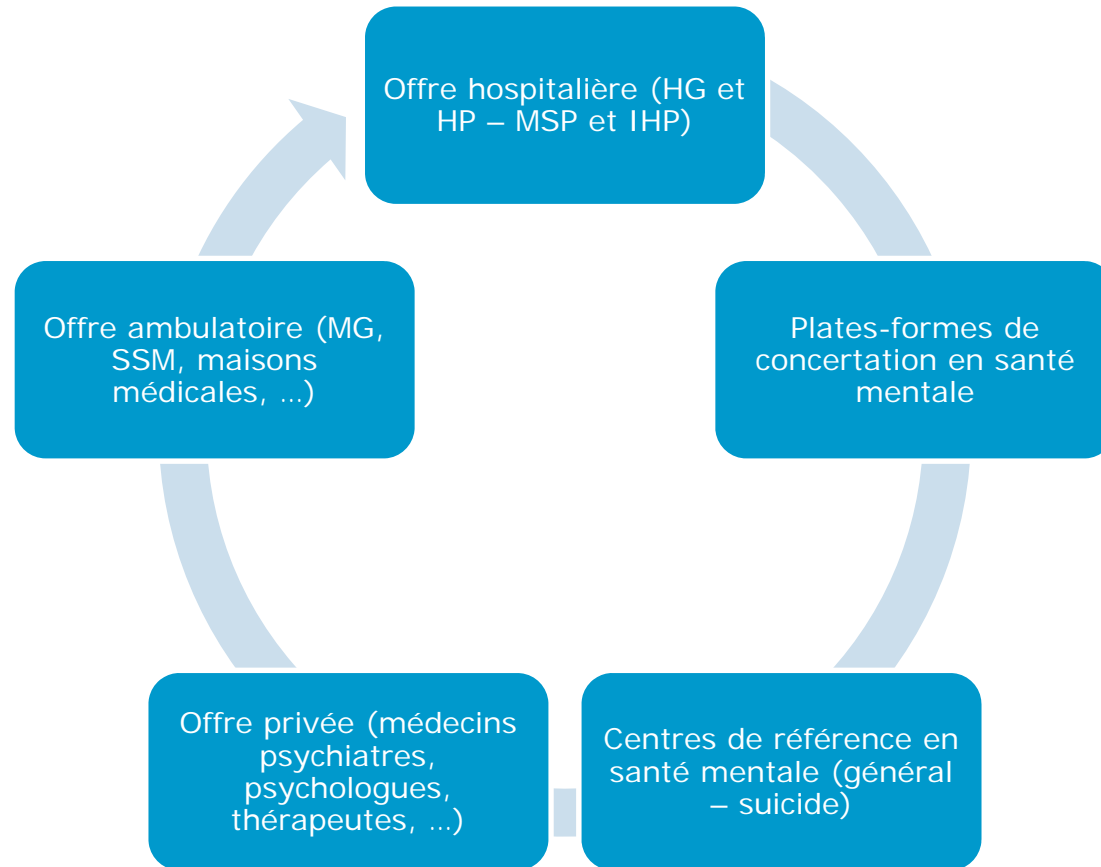 Offre hospitalière (HG et
HP – MSP et IHP)
Plates-formes de
concertation en santé
mentale
Centres de référence en
santé mentale (général
– suicide)
Offre privée (médecins
psychiatres,
psychologues,
thérapeutes, ...)
Offre ambulatoire (MG,
SSM, maisons
médicales, ...)